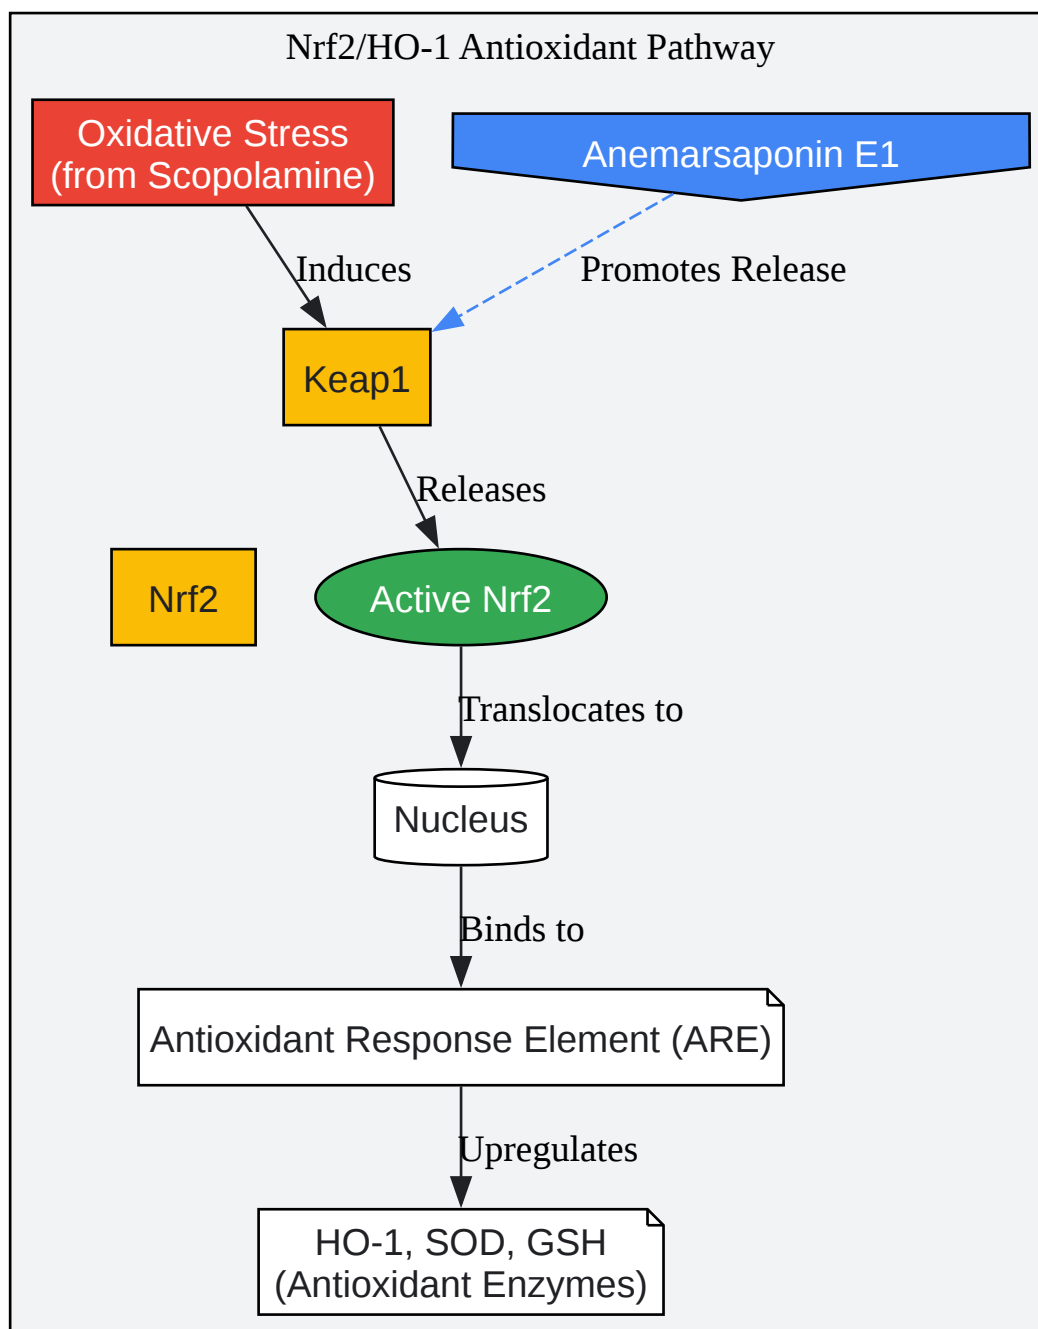 Nrf2/HO-1 Antioxidant Pathway
Oxidative Stress
(from Scopolamine)
Anemarsaponin E1
Induces
Promotes Release
Keap1
Releases
Nrf2
Active Nrf2
Translocates to
Nucleus
Binds to
Antioxidant Response Element (ARE)
Upregulates
HO-1, SOD, GSH
(Antioxidant Enzymes)